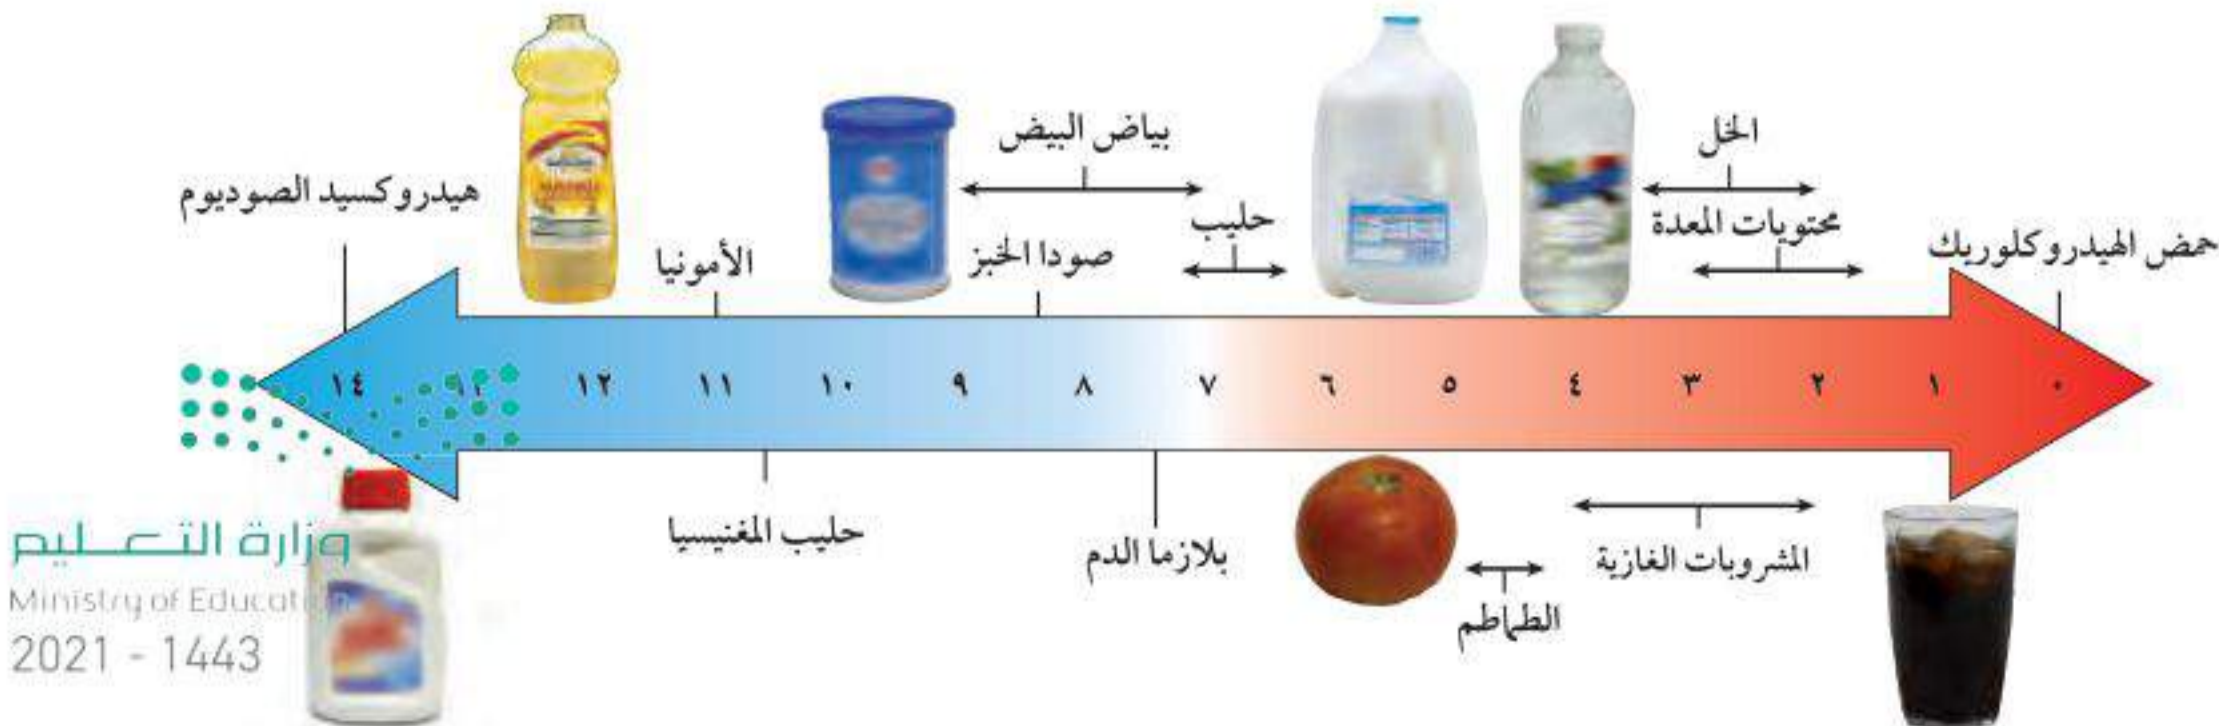 بياض البيض
الخل
هيدروكسيد الصوديوم
حليب
محتويات المعدة
الأمونيا
صودا الخبز
حمض الهيدروكلوريك
١٤ ١٣ ١٢ ١١ ١٠ ٩ ٨ ٧ ٦ ٥ ٤ ٣ ٢ ١ ٠
حليب المغنيسيا
بلازما الدم
المشروبات الغازية
الطماطم
وزارة التعليم
Ministry of Education
2021 - 1443